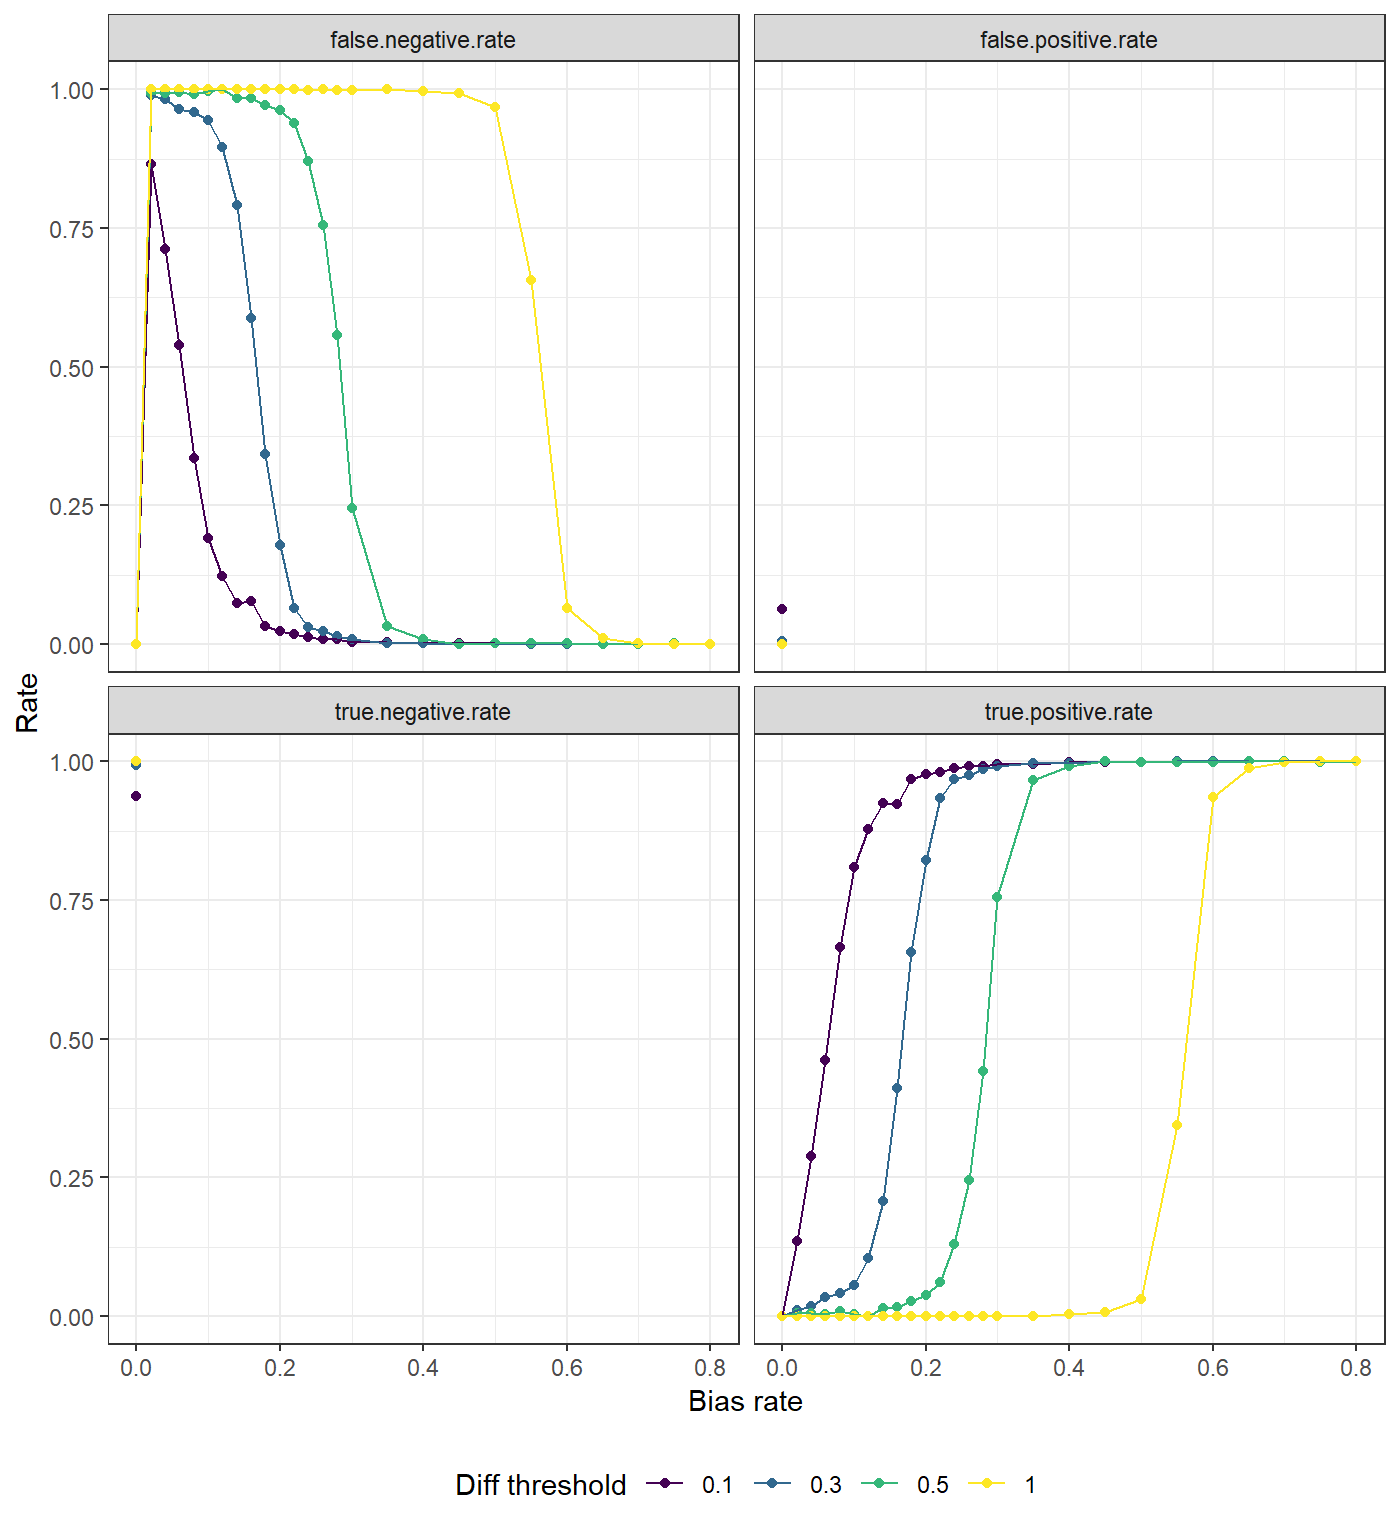 false.negative.rate
false.positive.rate
1.00
0.75
0.50
0.25
0.00
Rate
true.negative.rate
true.positive.rate
1.00
0.75
0.50
0.25
0.00
0.0 0.2 0.4 0.6 0.8
0.0 0.2 0.4 0.6 0.8
Bias rate
Diff threshold 0.1 0.3 0.5 1